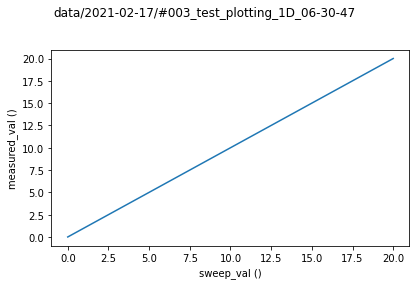 data/2021-02-17/#003_test_plotting_1D_06-30-47
20.0
17.5
15.0
12.5
10.0
7.5
5.0
2.5
0.0
measured_val ()
0.0 2.5 5.0 7.5 10.0 12.5 15.0 17.5 20.0
sweep_val ()